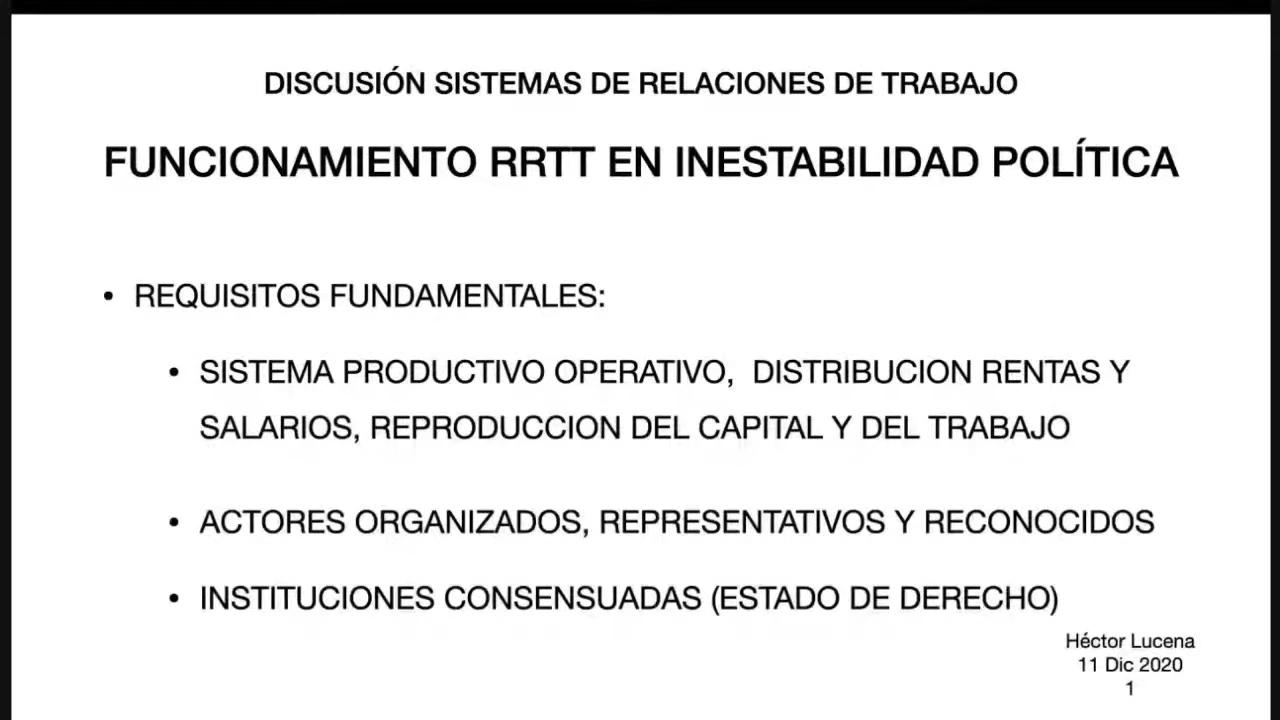 DISCUSIÓN SISTEMAS DE RELACIONES DE TRABAJO
FUNCIONAMIENTO RRTT EN INESTABILIDAD POLÍTICA
• REQUISITOS FUNDAMENTALES:
• SISTEMA PRODUCTIVO OPERATIVO, DISTRIBUCION RENTAS Y
SALARIOS, REPRODUCCION DEL CAPITAL Y DEL TRABAJO
• ACTORES ORGANIZADOS, REPRESENTATIVOS Y RECONOCIDOS
• INSTITUCIONES CONSENSUADAS (ESTADO DE DERECHO)
Héctor Lucena
11 Dic 2020
1